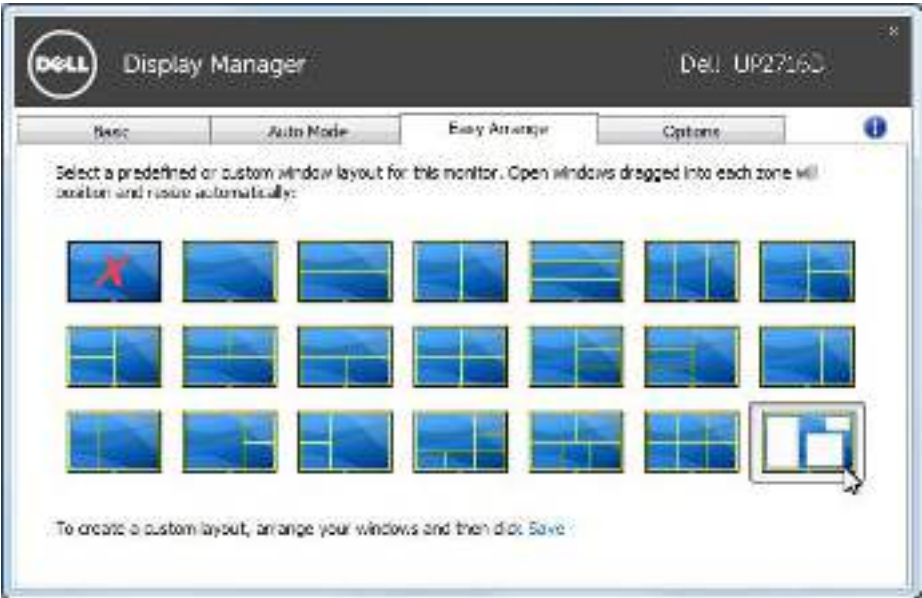 DELL
Display Manager
Dell UP2716D
Basic
Auto Mode
Easy Arrange
Options
Select a predefined or custom window layout for this monitor. Open windows dragged into each zone will
position and resize automatically:
To create a custom layout, arrange your windows and then click Save